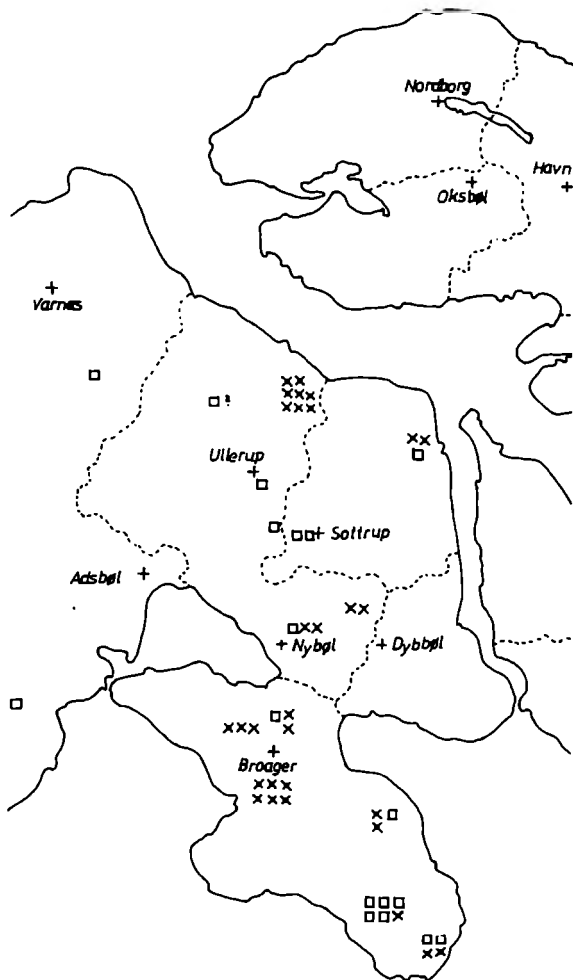 Nordborg
Havn
Oksbøl
Varnæs
Ullerup
Sottrup
Adsbøl
Nybøl
Dybbøl
Broager